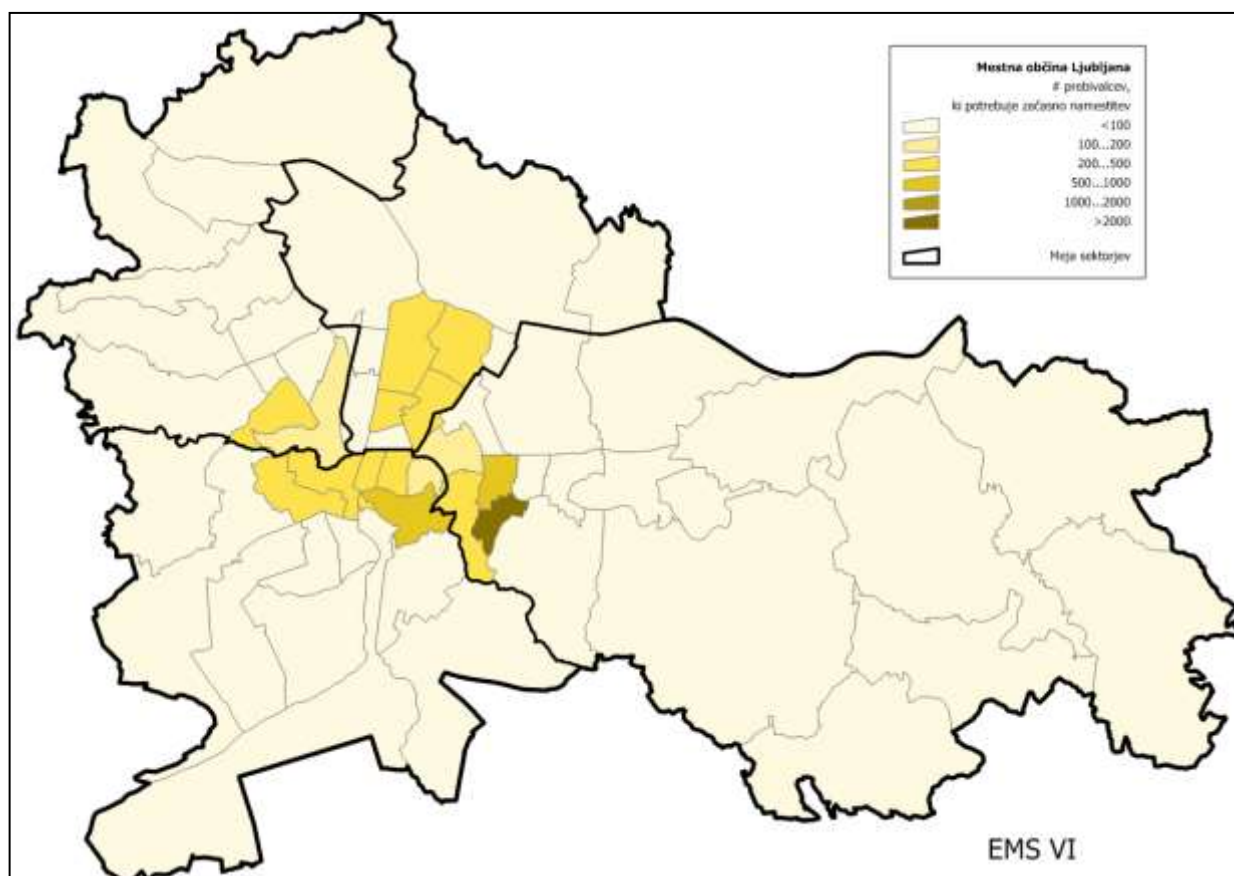 Mestna občina Ljubljana
# prebivalcev,
ki potrebuje začasno namestitev
<100
100...200
200...500
500...1000
1000...2000
>2000
Meja sektorjev
EMS VI